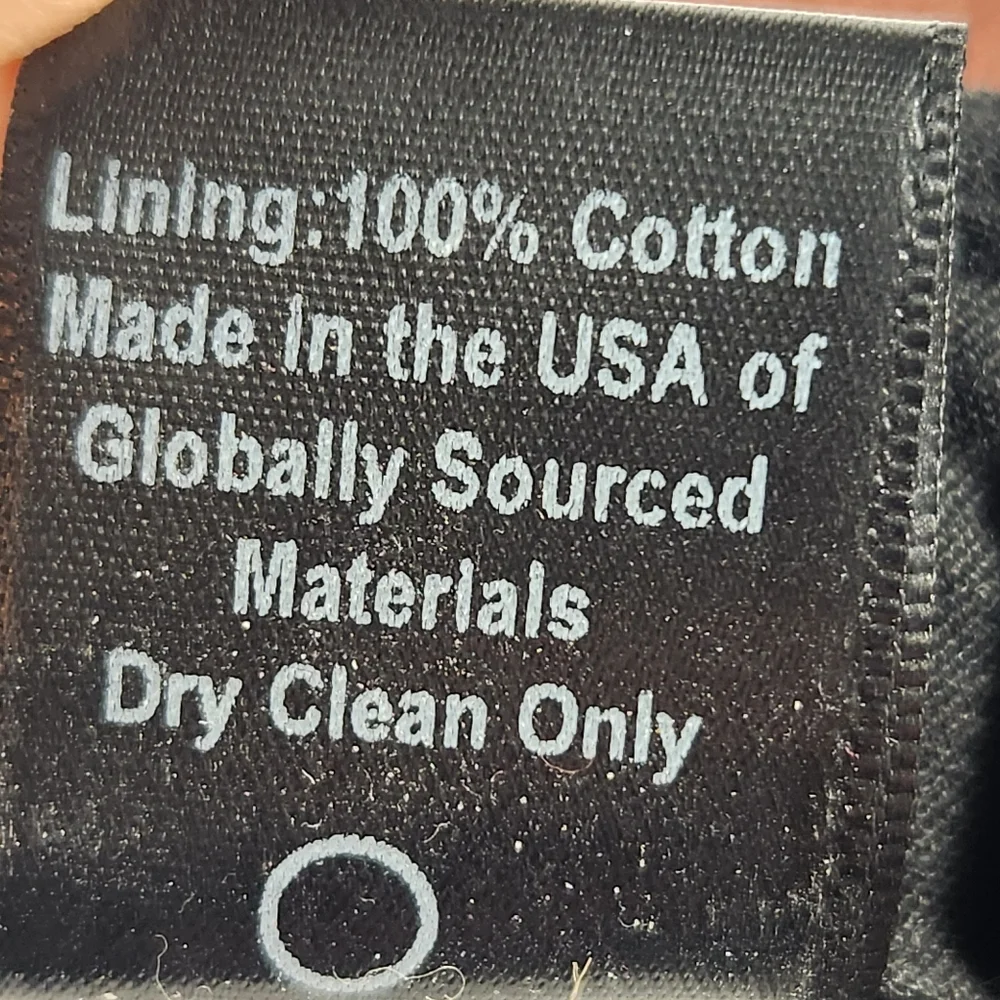 Lining:100% Cotton
Made in the USA of
Globally Sourced
Materials
Dry Clean Only